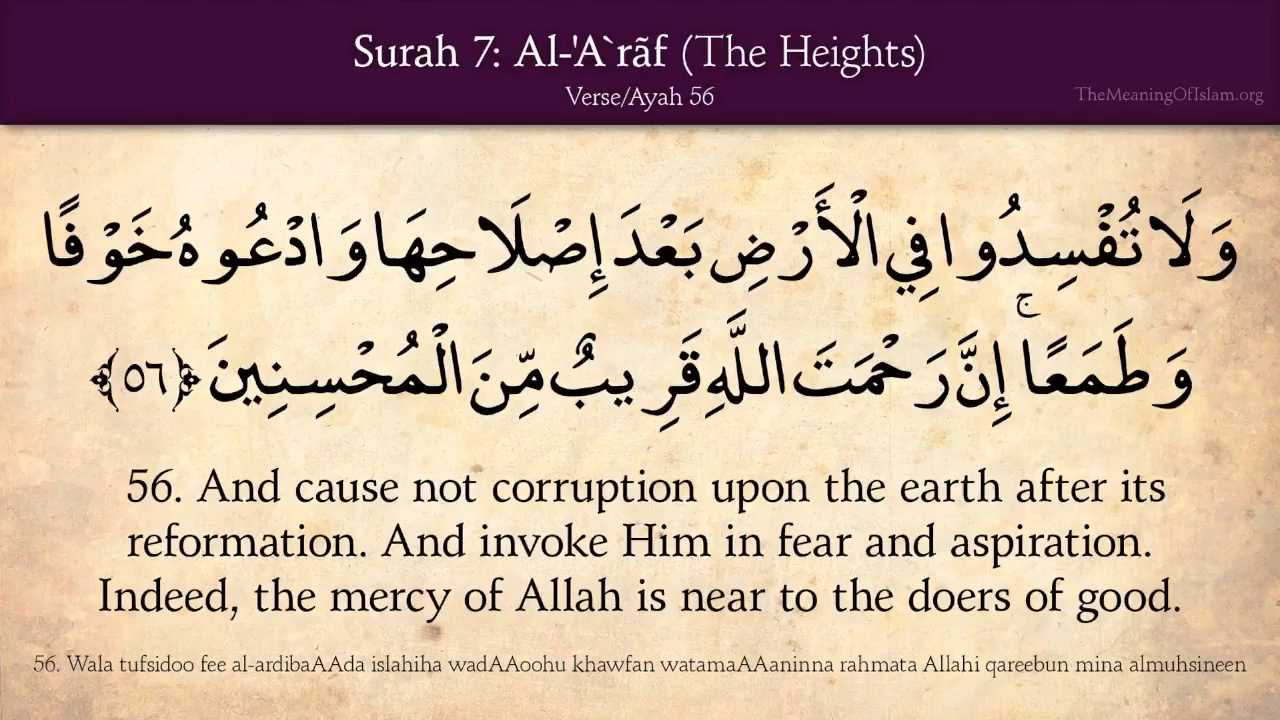 Surah 7: Al-'A`rãf (The Heights)
Verse/Ayah 56
TheMeaningOfIslam.org
وَلَا تُفْسِدُوا فِي الْأَرْضِ بَعْدَ إِصْلَاحِهَا وَادْعُوهُ خَوْفًا
وَطَمَعًا ۚ إِنَّ رَحْمَتَ اللَّهِ قَرِيبٌ مِّنَ الْمُحْسِنِينَ ﴿٥٦﴾
56. And cause not corruption upon the earth after its
reformation. And invoke Him in fear and aspiration.
Indeed, the mercy of Allah is near to the doers of good.
56. Wala tufsidoo fee al-ardibaAAda islahiha wadAAoohu khawfan watamaAAaninna rahmata Allahi qareebun mina almuhsineen